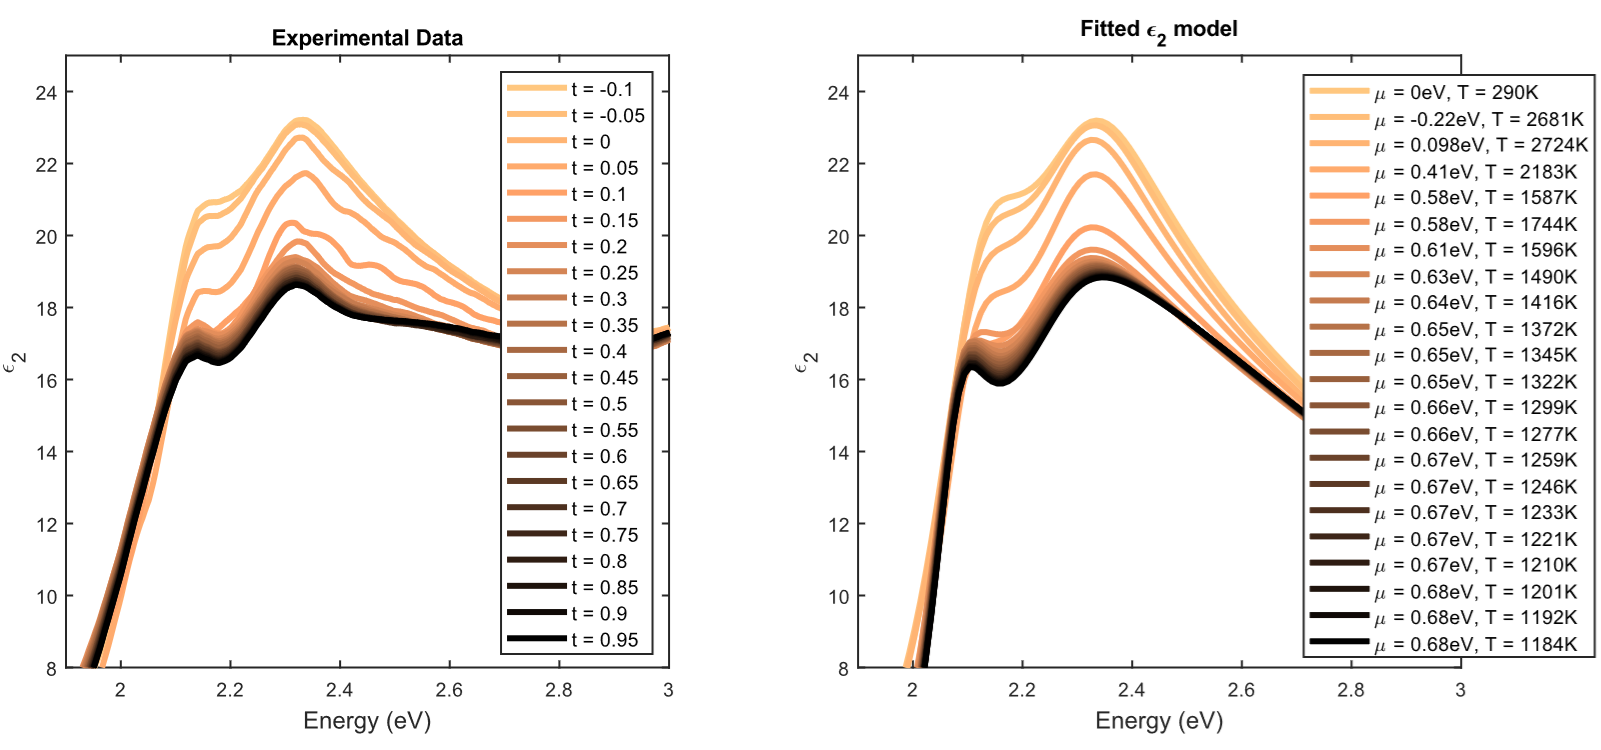 Experimental Data
24
22
20
18
16
14
12
10
8
ϵ2
2
2.2
2.4
2.6
2.8
3
Energy (eV)
t = -0.1
t = -0.05
t = 0
t = 0.05
t = 0.1
t = 0.15
t = 0.2
t = 0.25
t = 0.3
t = 0.35
t = 0.4
t = 0.45
t = 0.5
t = 0.55
t = 0.6
t = 0.65
t = 0.7
t = 0.75
t = 0.8
t = 0.85
t = 0.9
t = 0.95
Fitted ϵ2 model
24
22
20
18
16
14
12
10
8
ϵ2
2
2.2
2.4
2.6
2.8
3
Energy (eV)
μ = 0eV, T = 290K
μ = -0.22eV, T = 2681K
μ = 0.098eV, T = 2724K
μ = 0.41eV, T = 2183K
μ = 0.58eV, T = 1587K
μ = 0.58eV, T = 1744K
μ = 0.61eV, T = 1596K
μ = 0.63eV, T = 1490K
μ = 0.64eV, T = 1416K
μ = 0.65eV, T = 1372K
μ = 0.65eV, T = 1345K
μ = 0.65eV, T = 1322K
μ = 0.66eV, T = 1299K
μ = 0.66eV, T = 1277K
μ = 0.67eV, T = 1259K
μ = 0.67eV, T = 1246K
μ = 0.67eV, T = 1233K
μ = 0.67eV, T = 1221K
μ = 0.67eV, T = 1210K
μ = 0.68eV, T = 1201K
μ = 0.68eV, T = 1192K
μ = 0.68eV, T = 1184K